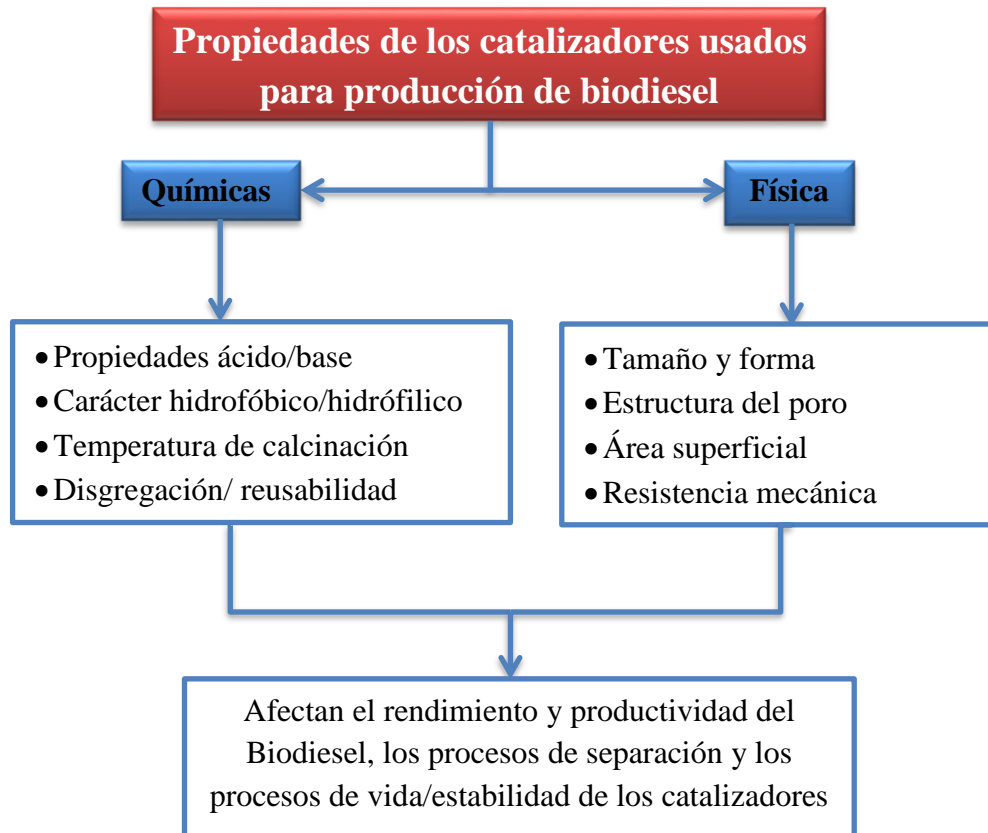 Propiedades de los catalizadores usados
para producción de biodiesel
Químicas
Física
•Propiedades ácido/base
•Carácter hidrofóbico/hidrófilico
•Temperatura de calcinación
•Disgregación/ reusabilidad
•Tamaño y forma
•Estructura del poro
•Área superficial
•Resistencia mecánica
Afectan el rendimiento y productividad del
Biodiesel, los procesos de separación y los
procesos de vida/estabilidad de los catalizadores